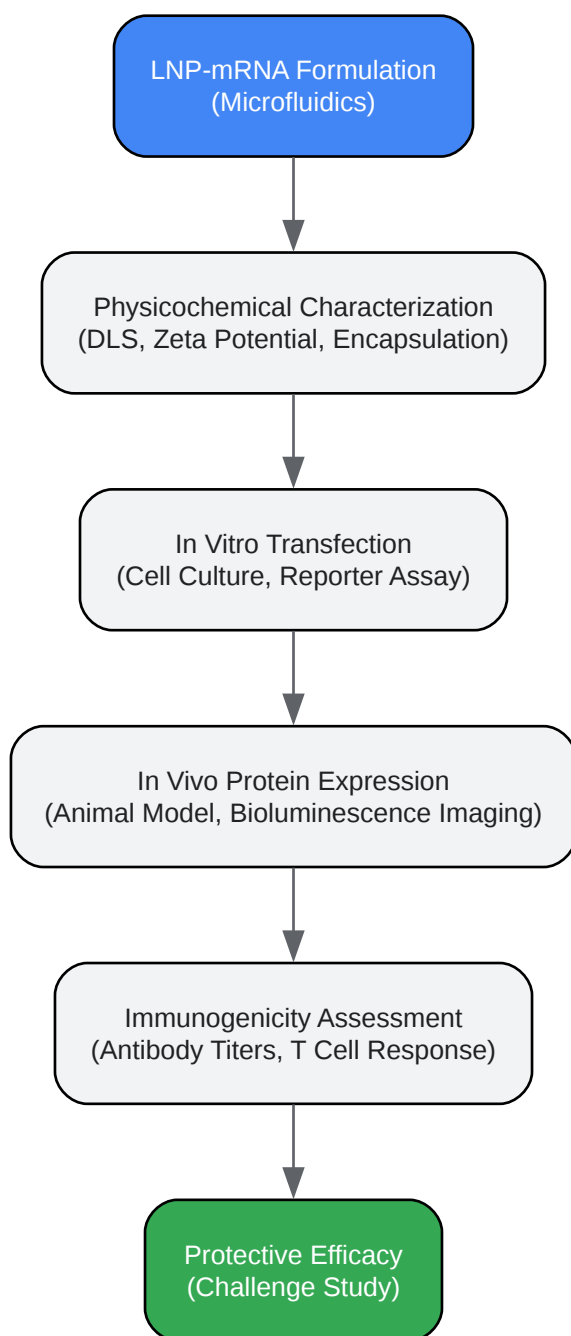 LNP-mRNA Formulation
(Microfluidics)
Physicochemical Characterization
(DLS, Zeta Potential, Encapsulation)
In Vitro Transfection
(Cell Culture, Reporter Assay)
In Vivo Protein Expression
(Animal Model, Bioluminescence Imaging)
Immunogenicity Assessment
(Antibody Titers, T Cell Response)
Protective Efficacy
(Challenge Study)